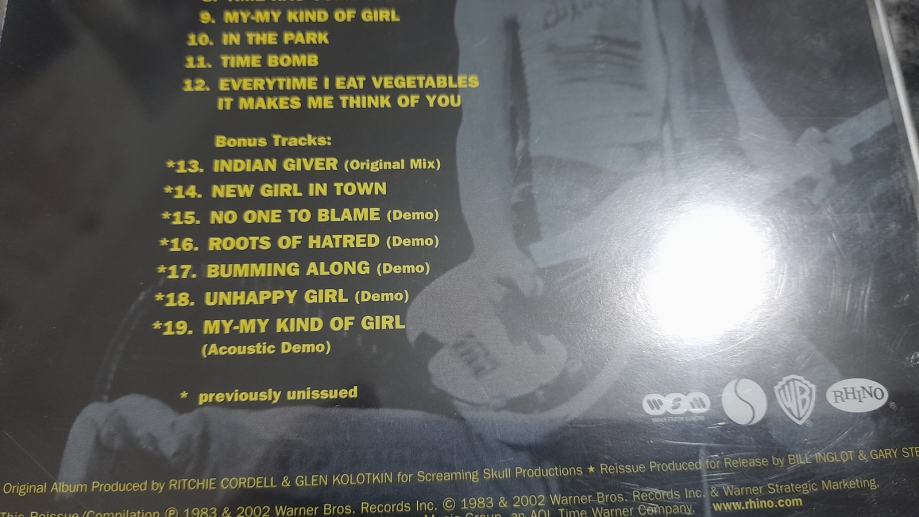 9. MY-MY KIND OF GIRL
10. IN THE PARK
11. TIME BOMB
12. EVERYTIME I EAT VEGETABLES
IT MAKES ME THINK OF YOU
Bonus Tracks:
*13. INDIAN GIVER (Original Mix)
*14. NEW GIRL IN TOWN
*15. NO ONE TO BLAME (Demo)
*16. ROOTS OF HATRED (Demo)
*17. BUMMING ALONG (Demo)
*18. UNHAPPY GIRL (Demo)
*19. MY-MY KIND OF GIRL
(Acoustic Demo)
* previously unissued
WSM
WB
RHINO
®
Original Album Produced by RITCHIE CORDELL & GLEN KOLOTKIN for Screaming Skull Productions ★ Reissue Produced for Release by BILL INGLOT & GARY
This Reissue/Compilation Ⓟ 1983 & 2002 Warner Bros. Records Inc. © 1983 & 2002 Warner Bros. Records Inc. & Warner Strategic Marketing,
Music Group, an AOL Time Warner Company. www.rhino.com